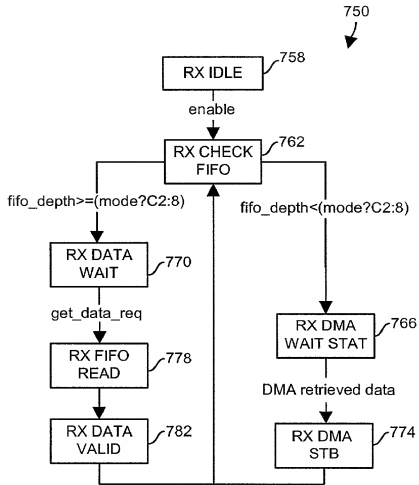 750
RX IDLE
758
enable
RX CHECK
FIFO
762
fifo_depth>=(mode?C2:8)
fifo_depth<(mode?C2:8)
RX DATA
WAIT
770
RX DMA
WAIT STAT
766
get_data_req
RX FIFO
READ
778
DMA retrieved data
RX DATA
VALID
782
RX DMA
STB
774